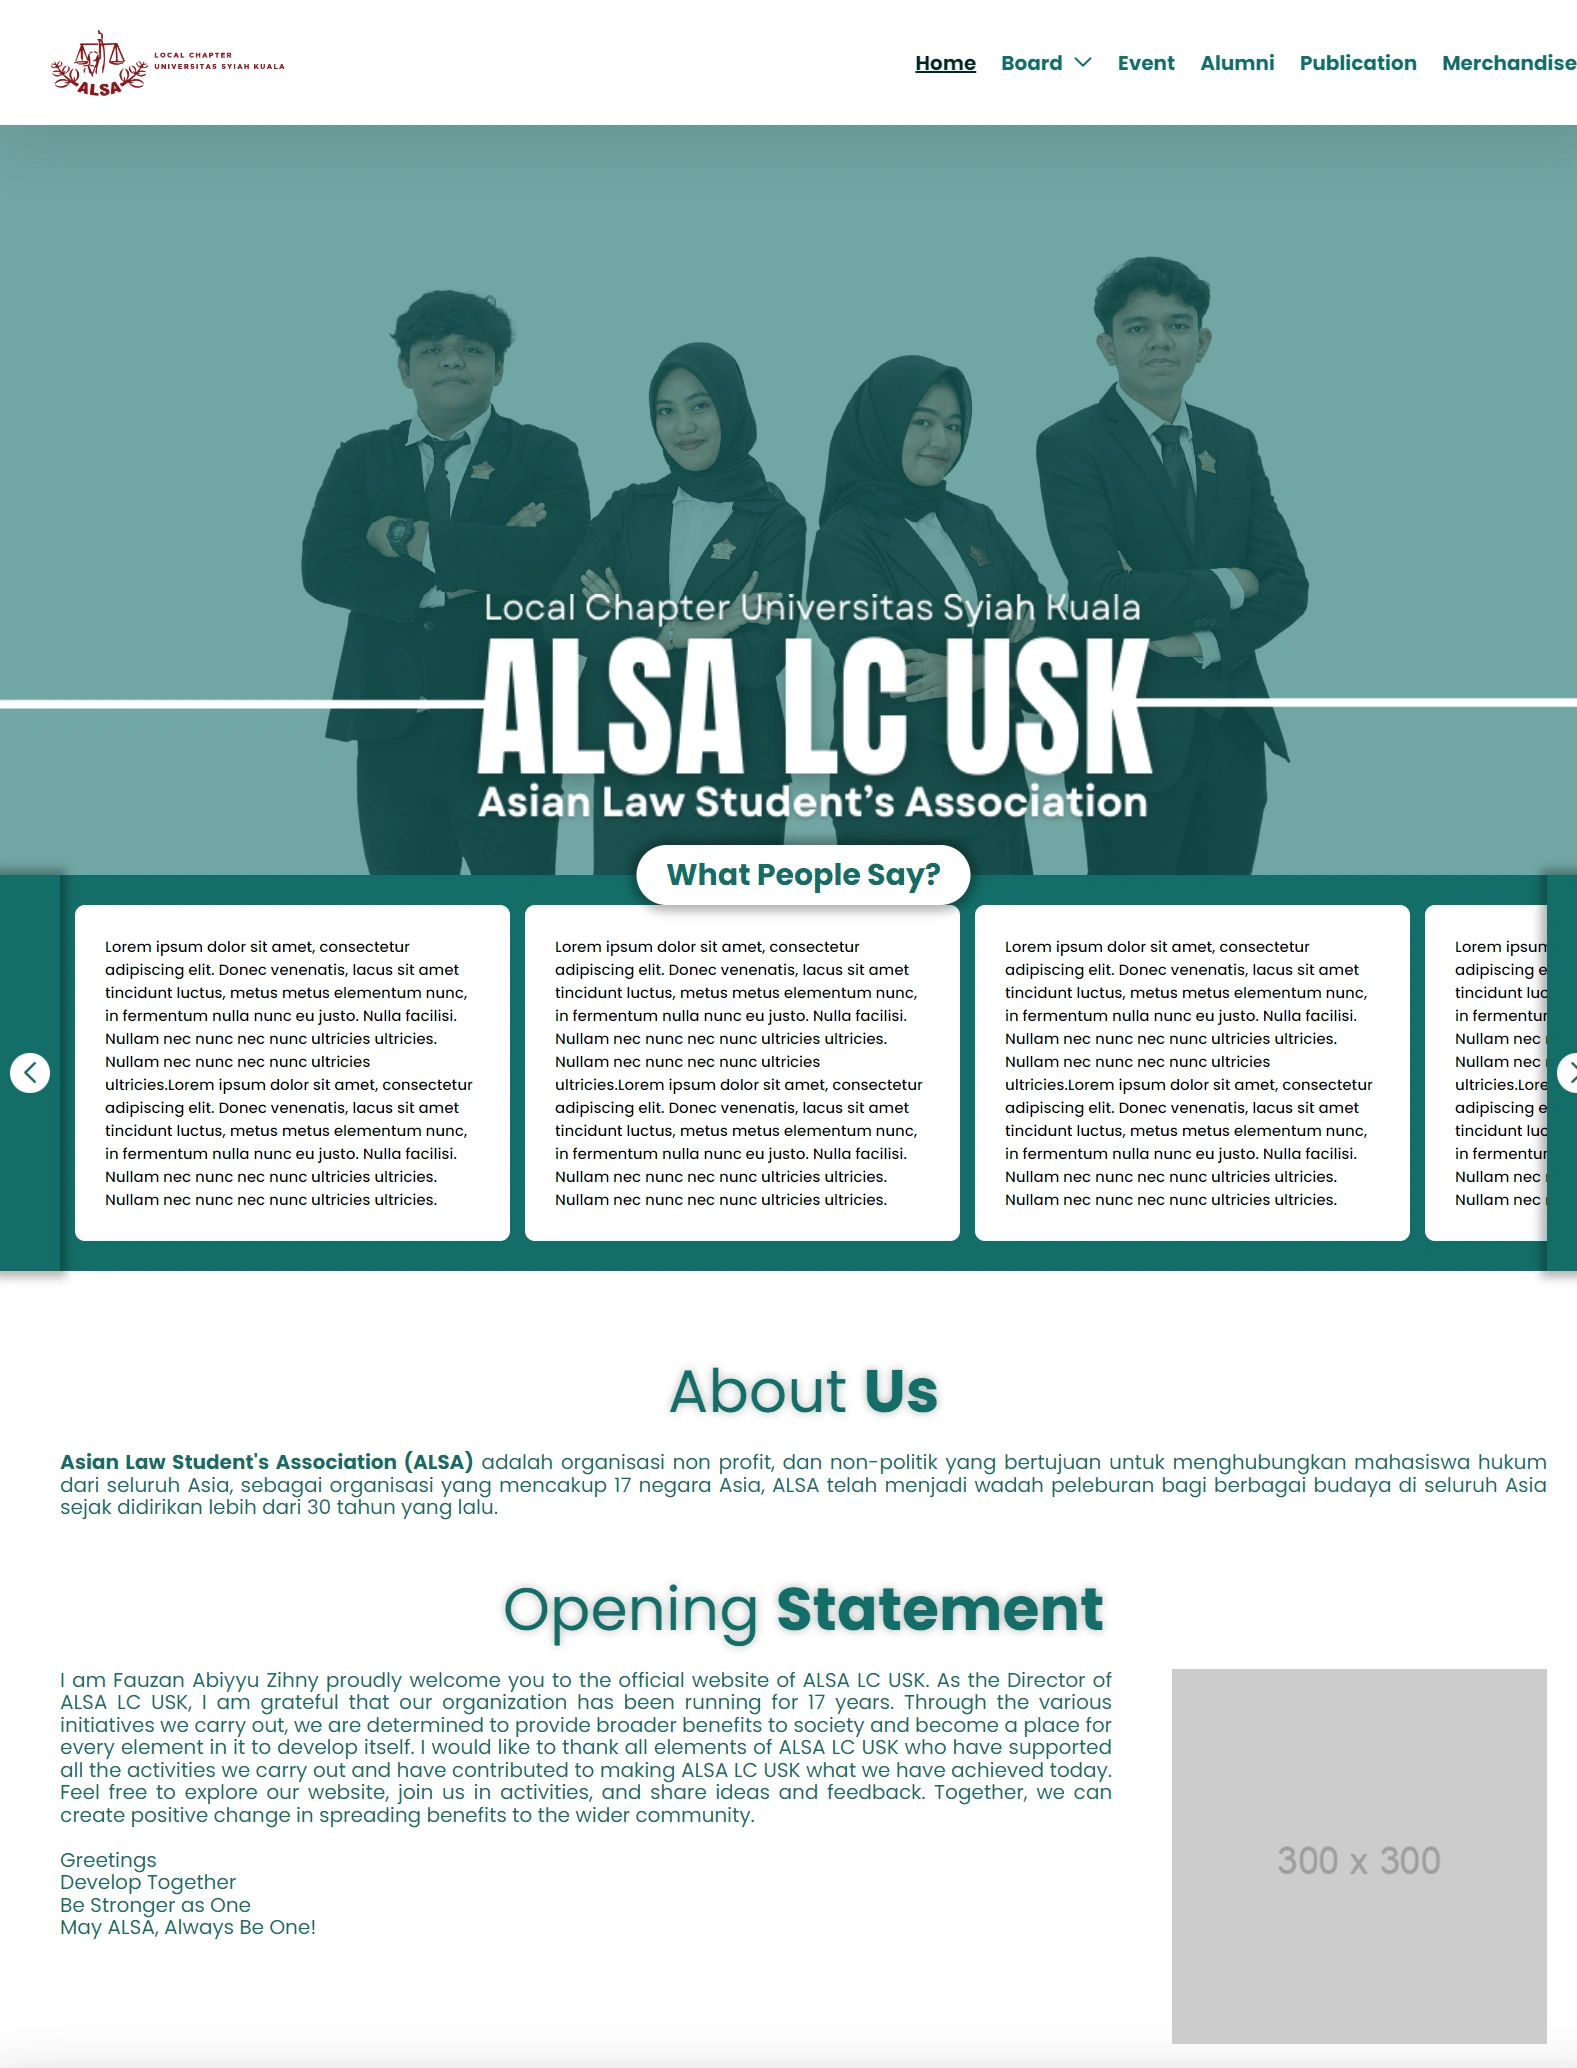 LOCAL CHAPTER
UNIVERSITAS SYIAH KUALA
ALSA
Home Board Event Alumni Publication Merchandise
Local Chapter Universitas Syiah Kuala
ALSA LC USK
Asian Law Student’s Association
What People Say?
Lorem ipsum dolor sit amet, consectetur
adipiscing elit. Donec venenatis, lacus sit amet
tincidunt luctus, metus metus elementum nunc,
in fermentum nulla nunc eu justo. Nulla facilisi.
Nullam nec nunc nec nunc ultricies ultricies.
Nullam nec nunc nec nunc ultricies
ultricies.Lorem ipsum dolor sit amet, consectetur
adipiscing elit. Donec venenatis, lacus sit amet
tincidunt luctus, metus metus elementum nunc,
in fermentum nulla nunc eu justo. Nulla facilisi.
Nullam nec nunc nec nunc ultricies ultricies.
Nullam nec nunc nec nunc ultricies ultricies.
Lorem ipsum dolor sit amet, consectetur
adipiscing elit. Donec venenatis, lacus sit amet
tincidunt luctus, metus metus elementum nunc,
in fermentum nulla nunc eu justo. Nulla facilisi.
Nullam nec nunc nec nunc ultricies ultricies.
Nullam nec nunc nec nunc ultricies
ultricies.Lorem ipsum dolor sit amet, consectetur
adipiscing elit. Donec venenatis, lacus sit amet
tincidunt luctus, metus metus elementum nunc,
in fermentum nulla nunc eu justo. Nulla facilisi.
Nullam nec nunc nec nunc ultricies ultricies.
Nullam nec nunc nec nunc ultricies ultricies.
Lorem ipsum dolor sit amet, consectetur
adipiscing elit. Donec venenatis, lacus sit amet
tincidunt luctus, metus metus elementum nunc,
in fermentum nulla nunc eu justo. Nulla facilisi.
Nullam nec nunc nec nunc ultricies ultricies.
Nullam nec nunc nec nunc ultricies
ultricies.Lorem ipsum dolor sit amet, consectetur
adipiscing elit. Donec venenatis, lacus sit amet
tincidunt luctus, metus metus elementum nunc,
in fermentum nulla nunc eu justo. Nulla facilisi.
Nullam nec nunc nec nunc ultricies ultricies.
Nullam nec nunc nec nunc ultricies ultricies.
Lorem ipsum
adipiscing
tincidunt
in
Nullam nec
Nullam nec
adipiscing
tincidunt
in
Nullam nec
Nullam nec
About Us
Asian Law Student's Association (ALSA) adalah organisasi non profit, dan non-politik yang bertujuan untuk menghubungkan mahasiswa hukum
dari seluruh Asia, sebagai organisasi yang mencakup 17 negara Asia, ALSA telah menjadi wadah peleburan bagi berbagai budaya di seluruh Asia
sejak didirikan lebih dari 30 tahun yang lalu.
Opening Statement
I am Fauzan Abiyyu Zihny proudly welcome you to the official website of ALSA LC USK. As the Director of
ALSA LC USK, I am grateful that our organization has been running for 17 years. Through the various
initiatives we carry out, we are determined to provide broader benefits to society and become a place for
every element in it to develop itself. I would like to thank all elements of ALSA LC USK who have supported
all the activities we carry out and have contributed to making ALSA LC USK what we have achieved today.
Feel free to explore our website, join us in activities, and share ideas and feedback. Together, we can
create positive change in spreading benefits to the wider community.
Greetings
Develop Together
Be Stronger as One
May ALSA, Always Be One!
300 x 300